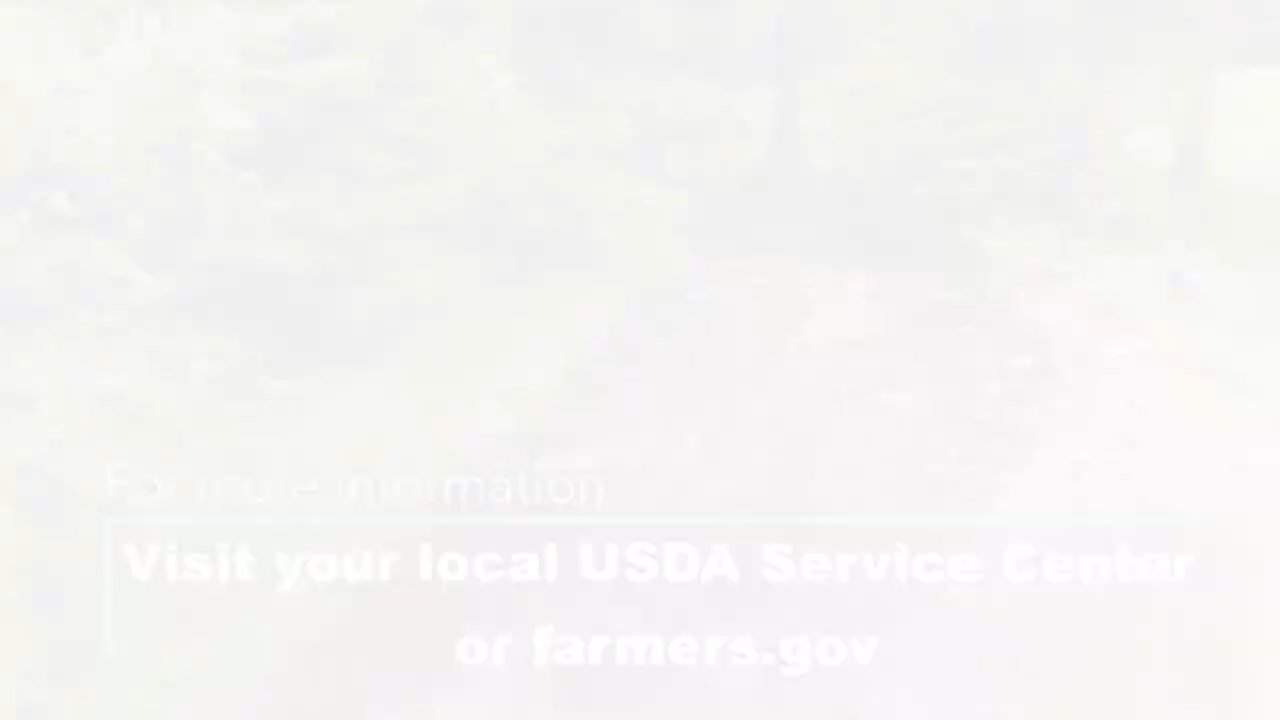 For more information
Visit your local USDA Service Center
or farmers.gov